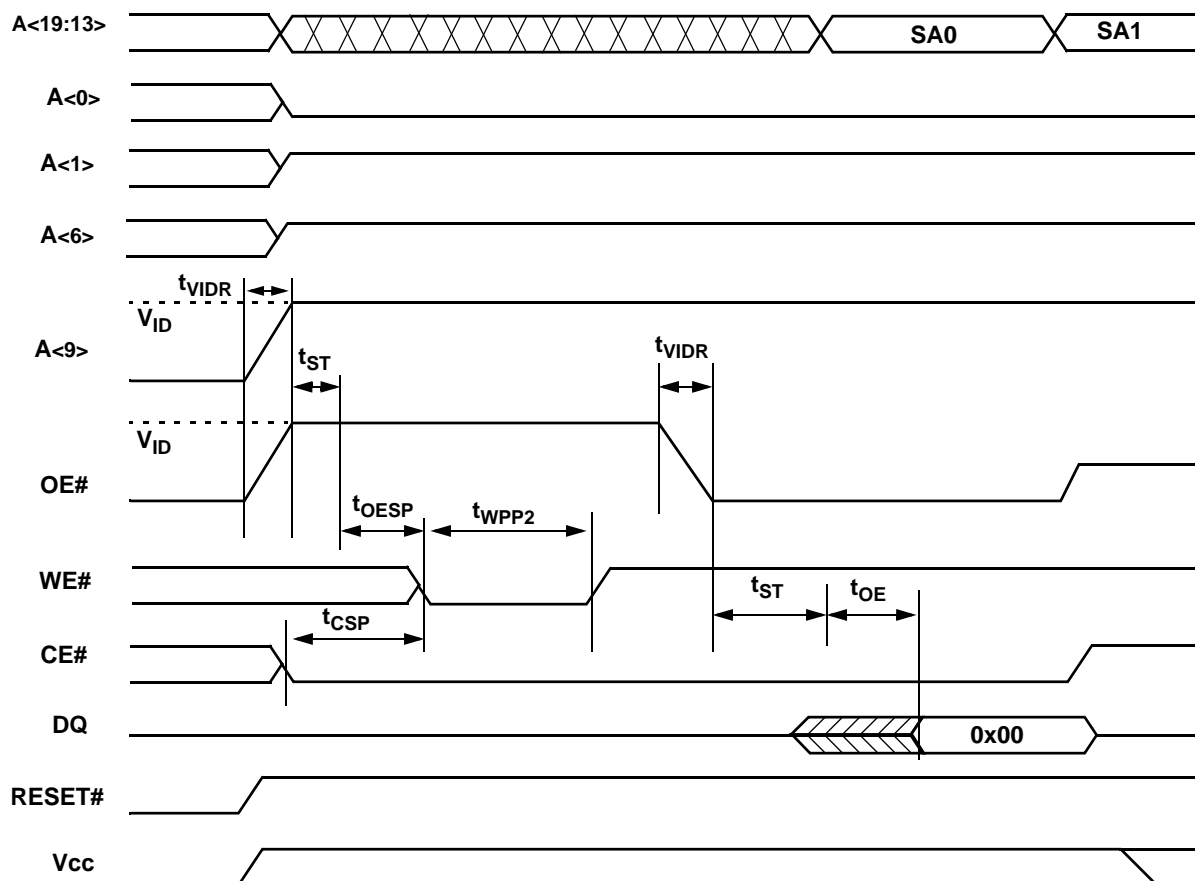 A<19:13>
SA0
SA1
A<0>
A<1>
A<6>
tVIDR
VID
A<9>
tST
tVIDR
VID
OE#
tOESP
tWPP2
WE#
tST
tOE
tCSP
CE#
DQ
0x00
RESET#
Vcc